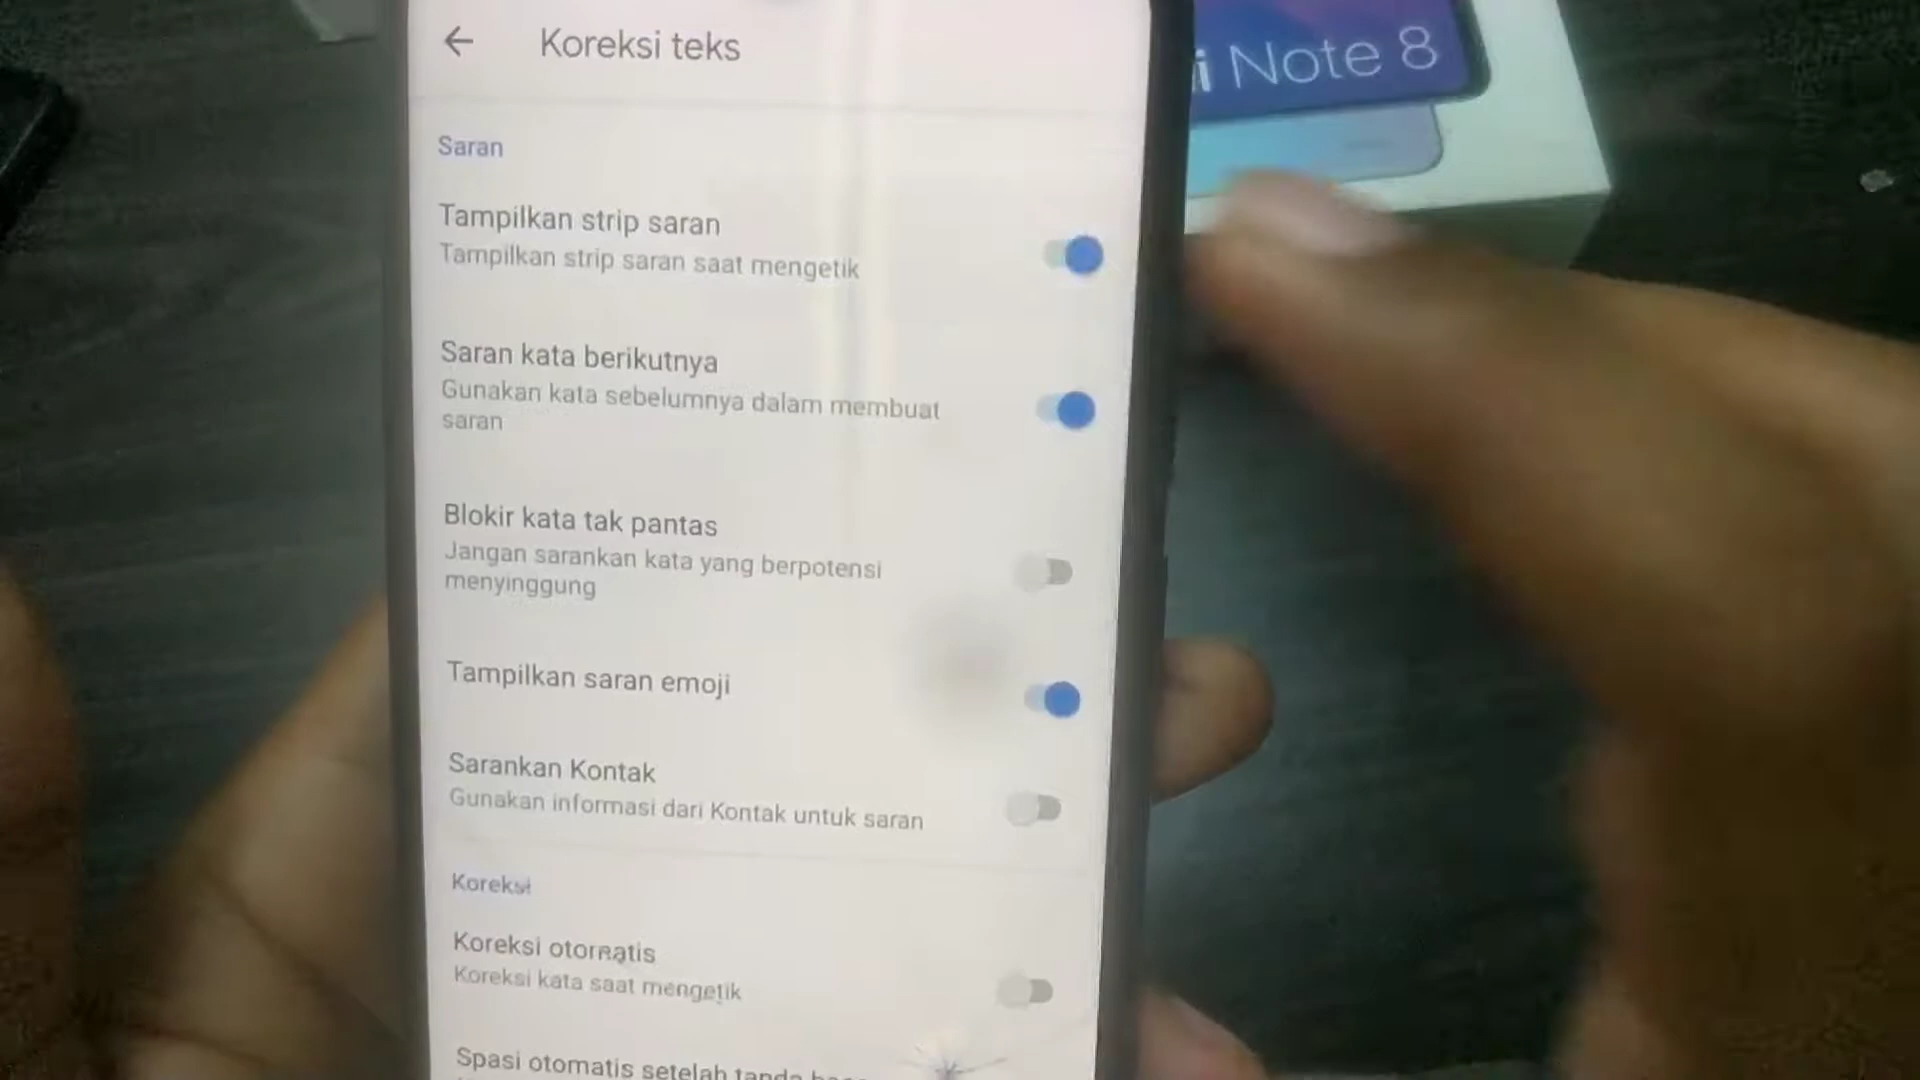 Koreksi teks
Note 8
Saran
Tampilkan strip saran
Tampilkan strip saran saat mengetik
Saran kata berikutnya
Gunakan kata sebelumnya dalam membuat
saran
Blokir kata tak pantas
Jangan sarankan kata yang berpotensi
menyinggung
Tampilkan saran emoji
Sarankan Kontak
Gunakan informasi dari Kontak untuk saran
Koreksi
Koreksi otomatis
Koreksi kata saat mengetik
Spasi otomatis setelah tanda